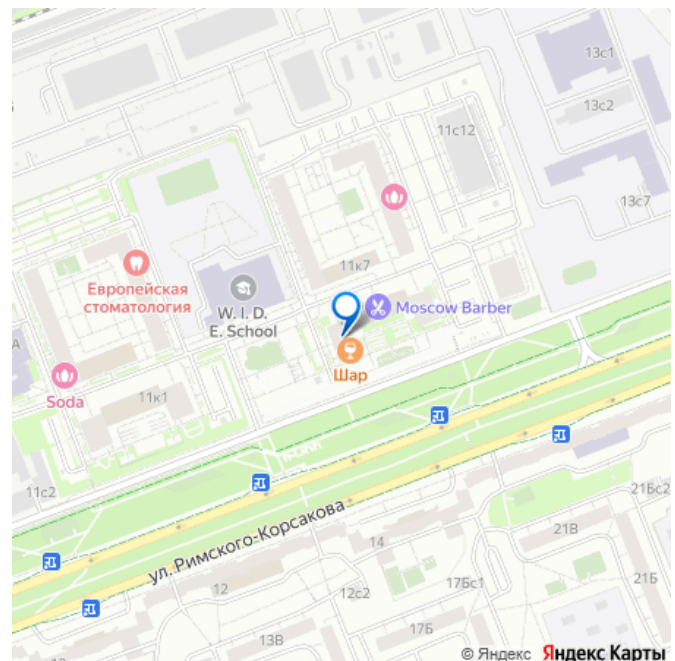 13с1
13с2
11с12
13с7
11к7
Европейская
стоматология
W. I. D.
E. School
Moscow Barber
Шар
Soda
11к1
11с2
ул. Римского-Корсакова
14
12
12с2
13В
17Б
17Бс1
21В
21Б
21Бс2
© Яндекс Яндекс Карты